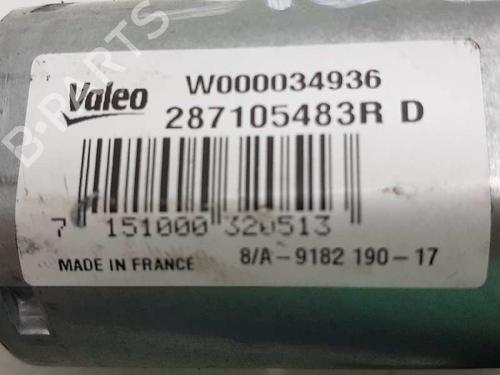 B-PARTS
Valeo
W000034936
287105483R D
7 151000 320513
MADE IN FRANCE
8/A-9182 190-17